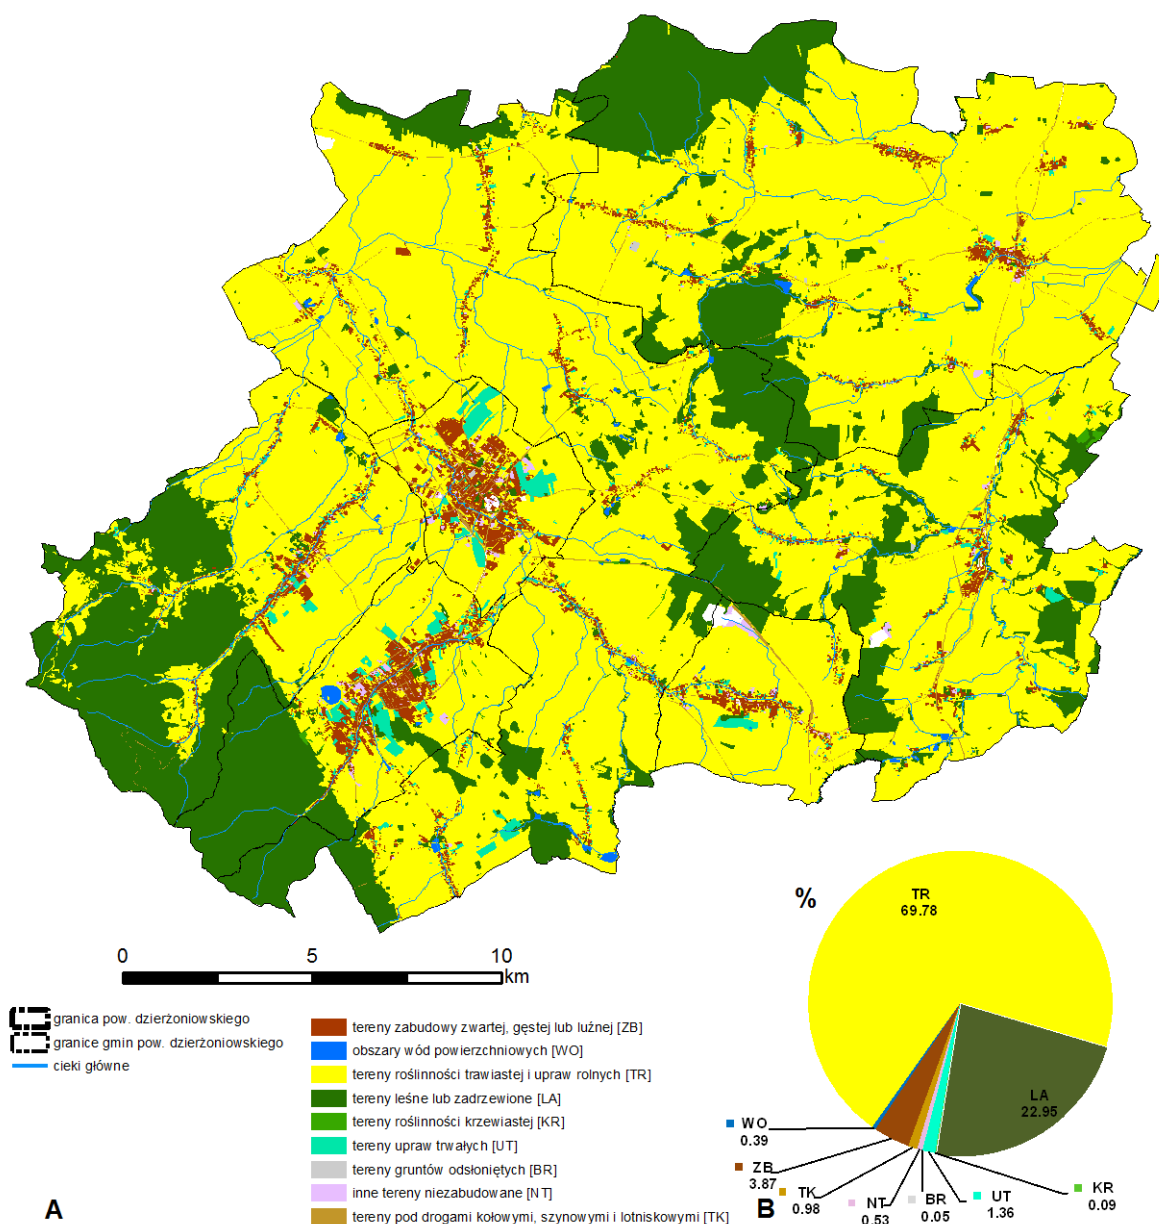 %
TR
69.78
LA
22.95
WO
0.39
ZB
3.87
TK
0.98
NT
0.53
BR
0.05
UT
1.36
KR
0.09
B
0 5 10
km
granica pow. dzierżoniowskiego
granice gmin pow. dzierżoniowskiego
cieki główne
tereny zabudowy zwartej, gęstej lub luźnej [ZB]
obszary wód powierzchniowych [WO]
tereny roślinności trawiastej i upraw rolnych [TR]
tereny leśne lub zadrzewione [LA]
tereny roślinności krzewiastej [KR]
tereny upraw trwałych [UT]
tereny gruntów odsłoniętych [BR]
inne tereny niezabudowane [NT]
tereny pod drogami kołowymi, szynowymi i lotniskowymi [TK]
A